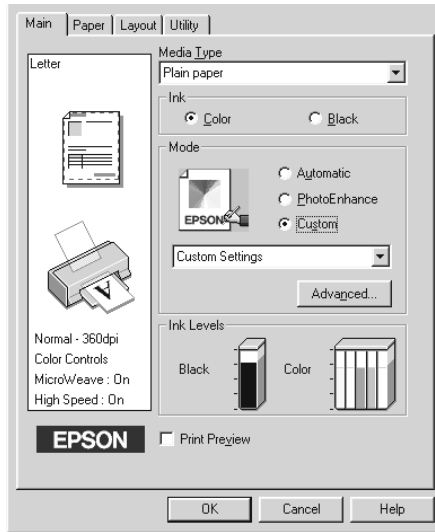 Main Paper Layout Utility
Letter
Media Type
Plain paper
Ink
Color Black
Mode
EPSON
Automatic
PhotoEnhance
Custom
Custom Settings
Advanced...
Normal - 360dpi
Color Controls
MicroWeave : On
High Speed : On
Ink Levels
Black Color
EPSON
Print Preview
OK Cancel Help